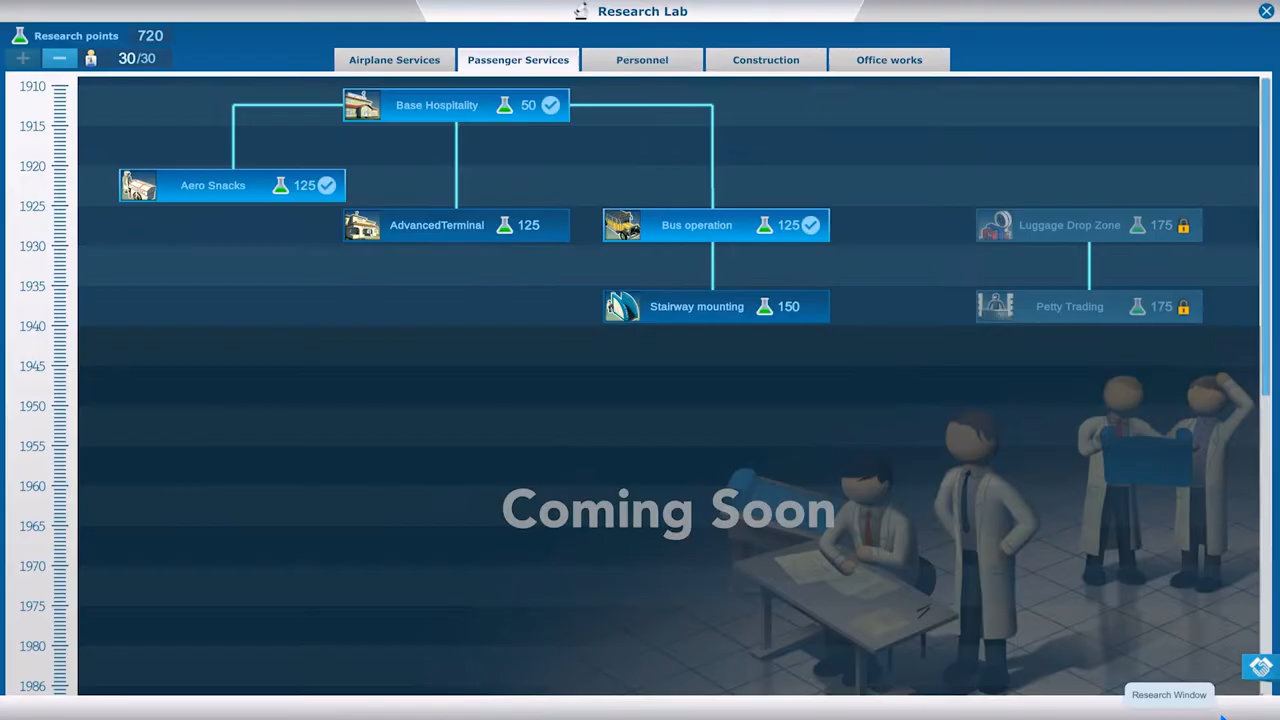 Research Lab
Research points 720
30/30
Airplane Services
Passenger Services
Personnel
Construction
Office works
1910
Base Hospitality 50
1915
1920
Aero Snacks 125
1925
AdvancedTerminal 125
Bus operation 125
Luggage Drop Zone 175
1930
1935
Stairway mounting 150
Petty Trading 175
1940
1945
1950
1955
1960
Coming Soon
1965
1970
1975
1980
1986
Research Window